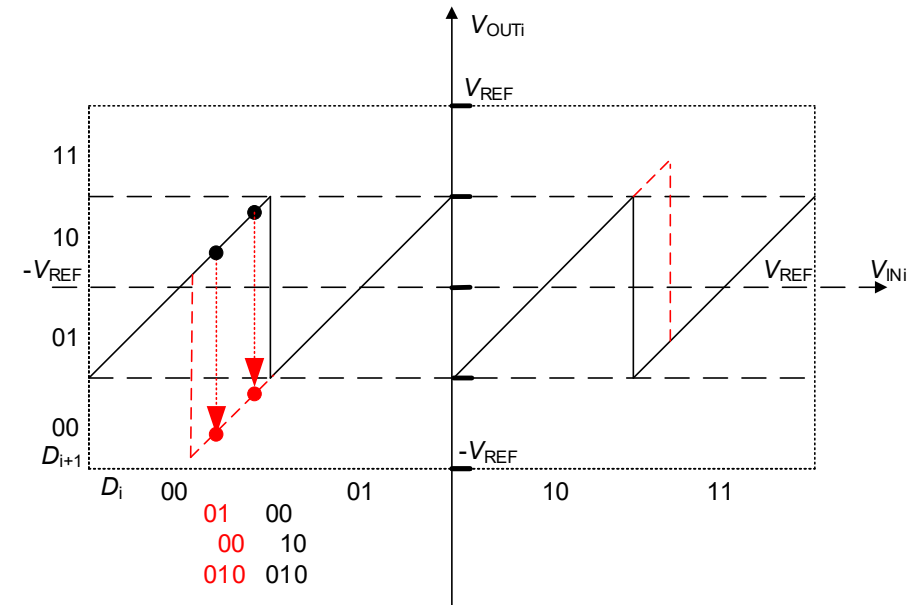 VOUTi
VREF
11
10
-VREF
VREF
VINi
01
00
Di+1
-VREF
Di
00
01
10
11
01 00
00 10
010 010